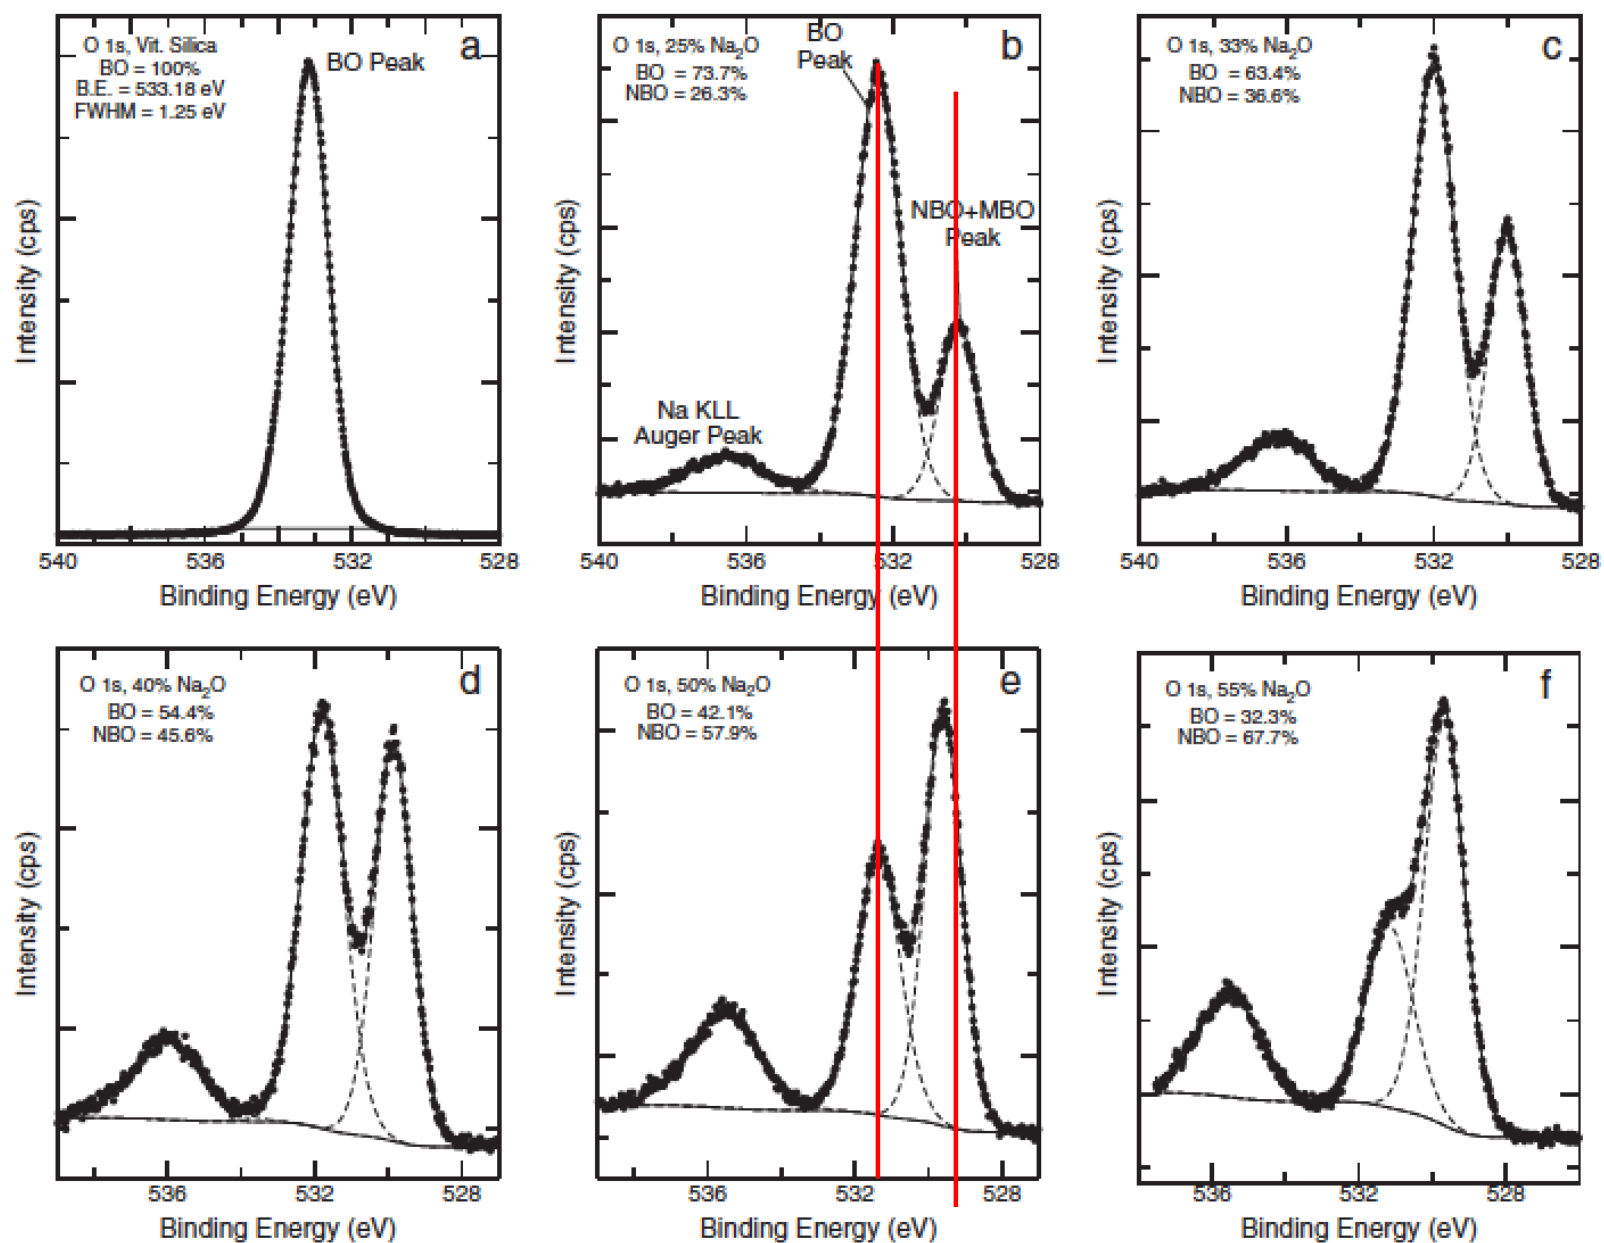 O 1s, Vit. Silica
BO = 100%
B.E. = 533.18 eV
FWHM = 1.25 eV
BO Peak
a
Intensity (cps)
540 536 532 528
Binding Energy (eV)
O 1s, 25% Na₂O
BO = 73.7%
NBO = 26.3%
BO
Peak
b
NBO+MBO
Peak
Na KLL
Auger Peak
Intensity (cps)
540 536 532 528
Binding Energy (eV)
O 1s, 33% Na₂O
BO = 63.4%
NBO = 36.6%
c
Intensity (cps)
540 536 532 528
Binding Energy (eV)
O 1s, 40% Na₂O
BO = 54.4%
NBO = 45.6%
d
Intensity (cps)
536 532 528
Binding Energy (eV)
O 1s, 50% Na₂O
BO = 42.1%
NBO = 57.9%
e
Intensity (cps)
536 532 528
Binding Energy (eV)
O 1s, 55% Na₂O
BO = 32.3%
NBO = 67.7%
f
Intensity (cps)
536 532 528
Binding Energy (eV)